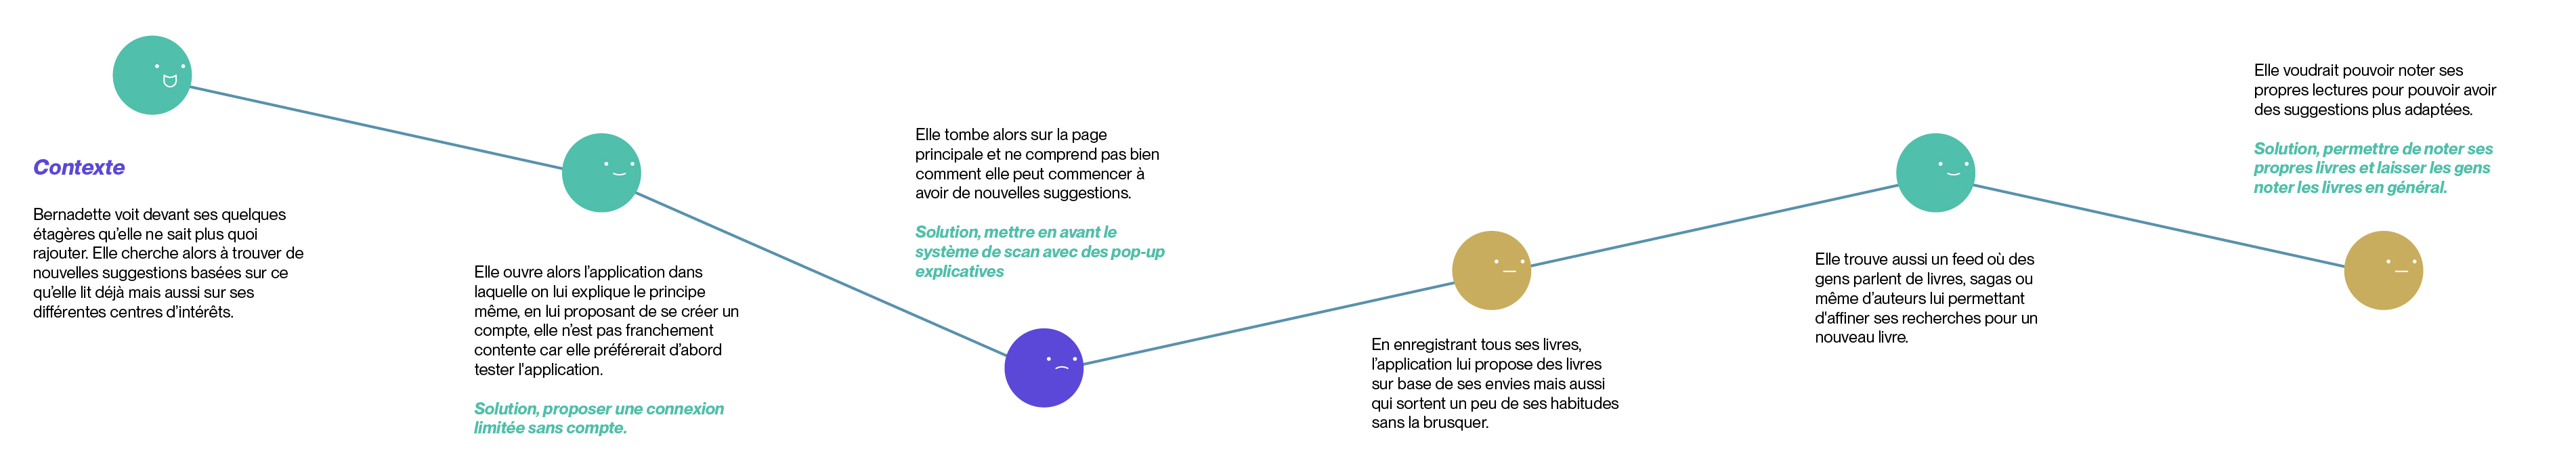 Contexte
Bernadette voit devant ses quelques
étagères qu'elle ne sait plus quoi
rajouter. Elle cherche alors à trouver de
nouvelles suggestions basées sur ce
qu'elle lit déjà mais aussi sur ses
différentes centres d'intérêts.
Elle ouvre alors l'application dans
laquelle on lui explique le principe
même, en lui proposant de se créer un
compte, elle n'est pas franchement
contente car elle préférerait d'abord
tester l'application.
Solution, proposer une connexion
limitée sans compte.
Elle tombe alors sur la page
principale et ne comprend pas bien
comment elle peut commencer à
avoir de nouvelles suggestions.
Solution, mettre en avant le
système de scan avec des pop-up
explicatives
En enregistrant tous ses livres,
l'application lui propose des livres
sur base de ses envies mais aussi
qui sortent un peu de ses habitudes
sans la brusquer.
Elle trouve aussi un feed où des
gens parlent de livres, sagas ou
même d'auteurs lui permettant
d'affiner ses recherches pour un
nouveau livre.
Elle voudrait pouvoir noter ses
propres lectures pour pouvoir avoir
des suggestions plus adaptées.
Solution, permettre de noter ses
propres livres et laisser les gens
noter les livres en général.